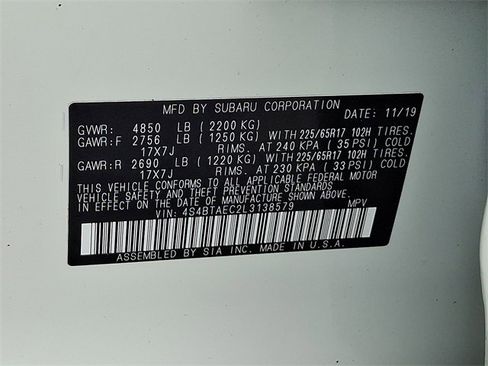 MFD BY SUBARU CORPORATION
DATE: 11/19
GVWR: 4850 LB (2200 KG)
GAWR:F 2756 LB (1250 KG) WITH 225/65R17 102H TIRES,
17X7J RIMS. AT 240 KPA (35 PSI) COLD
GAWR:R 2690 LB (1220 KG) WITH 225/65R17 102H TIRES,
17X7J RIMS. AT 230 KPA (33 PSI) COLD
THIS VEHICLE CONFORMS TO ALL APPLICABLE FEDERAL MOTOR
VEHICLE SAFETY AND THEFT PREVENTION STANDARDS
IN EFFECT ON THE DATE OF MANUFACTURE SHOWN ABOVE.
VIN: 4S4BTAEC2L3138579 MPV
ASSEMBLED BY SIA INC. MADE IN U.S.A.